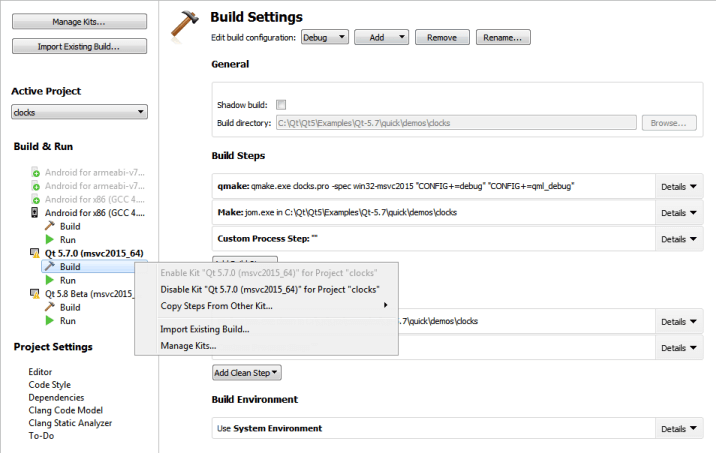 Manage Kits...
Import Existing Build...
Active Project
clocks
Build & Run
Android for armeabi-v7...
Android for armeabi-v7...
Android for x86 (GCC 4....
Android for x86 (GCC 4....
Build
Run
Qt 5.7.0 (msvc2015_64)
Build
Run
Qt 5.8 Beta (msvc2015_
Build
Run
Project Settings
Editor
Code Style
Dependencies
Clang Code Model
Clang Static Analyzer
To-Do
Build Settings
Edit build configuration: Debug Add Remove Rename...
General
Shadow build:
Build directory: C:\Qt\Qt5\Examples\Qt-5.7\quick\demos\clocks Browse...
Build Steps
qmake: qmake.exe clocks.pro -spec win32-msvc2015 "CONFIG+=debug" "CONFIG+=qml_debug" Details
Make: jom.exe in C:\Qt\Qt5\Examples\Qt-5.7\quick\demos\clocks Details
Custom Process Step: "" Details
Enable Kit "Qt 5.7.0 (msvc2015_64)" for Project "clocks"
Disable Kit "Qt 5.7.0 (msvc2015_64)" for Project "clocks"
Copy Steps From Other Kit...
Import Existing Build...
Manage Kits...
.7\quick\demos\clocks Details
Details
Add Clean Step
Build Environment
Use System Environment Details